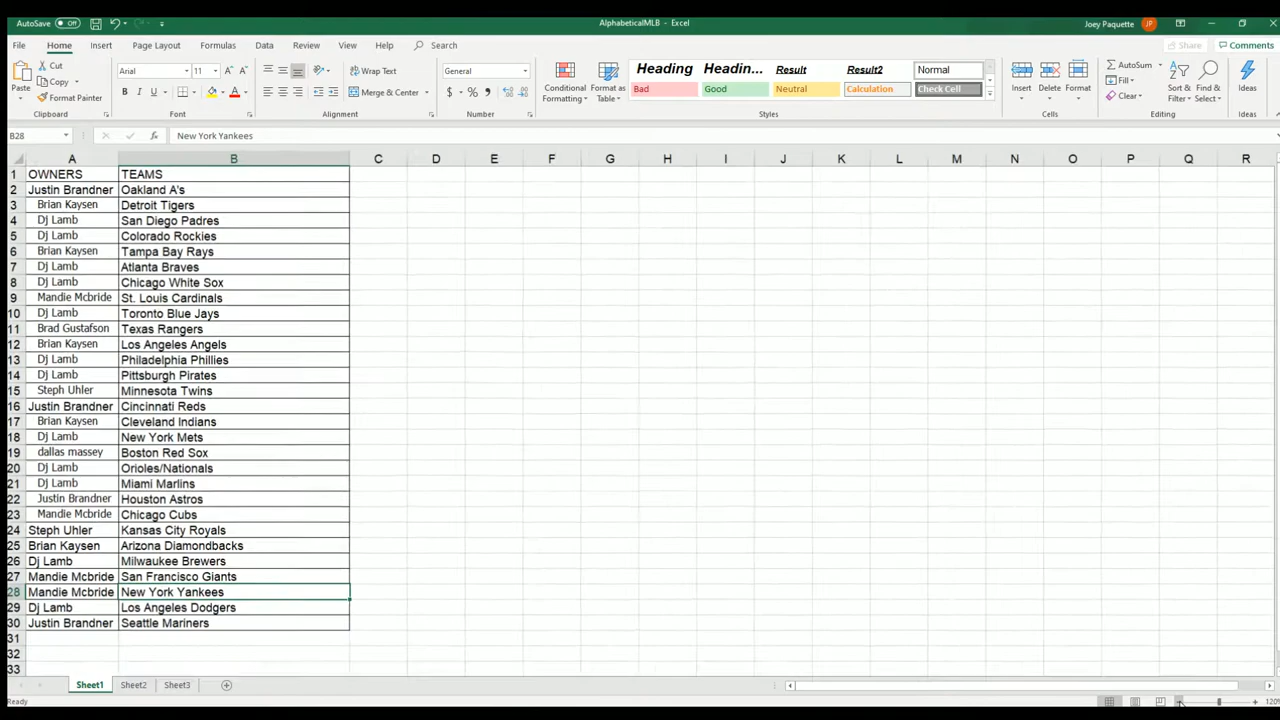 AutoSave Off AlphabeticalMLB - Excel Joey Paquette JP
File Home Insert Page Layout Formulas Data Review View Help Search Share Comments
Paste Cut Copy Format Painter Clipboard
Arial 11 A A B I U A Font
Wrap Text Merge & Center Alignment
General $ % Number
Conditional Formatting Format as Table
Heading Headin... Result Result2 Normal
Bad Good Neutral Calculation Check Cell
Styles
Insert Delete Format Cells
AutoSum Fill Clear Sort & Filter Find & Select Editing
Ideas Ideas
B28 fx New York Yankees
A B C D E F G H I J K L M N O P Q R
1 OWNERS TEAMS
2 Justin Brandner Oakland A's
3 Brian Kaysen Detroit Tigers
4 Dj Lamb San Diego Padres
5 Dj Lamb Colorado Rockies
6 Brian Kaysen Tampa Bay Rays
7 Dj Lamb Atlanta Braves
8 Dj Lamb Chicago White Sox
9 Mandie Mcbride St. Louis Cardinals
10 Dj Lamb Toronto Blue Jays
11 Brad Gustafson Texas Rangers
12 Brian Kaysen Los Angeles Angels
13 Dj Lamb Philadelphia Phillies
14 Dj Lamb Pittsburgh Pirates
15 Steph Uhler Minnesota Twins
16 Justin Brandner Cincinnati Reds
17 Brian Kaysen Cleveland Indians
18 Dj Lamb New York Mets
19 dallas massey Boston Red Sox
20 Dj Lamb Orioles/Nationals
21 Dj Lamb Miami Marlins
22 Justin Brandner Houston Astros
23 Mandie Mcbride Chicago Cubs
24 Steph Uhler Kansas City Royals
25 Brian Kaysen Arizona Diamondbacks
26 Dj Lamb Milwaukee Brewers
27 Mandie Mcbride San Francisco Giants
28 Mandie Mcbride New York Yankees
29 Dj Lamb Los Angeles Dodgers
30 Justin Brandner Seattle Mariners
31
32
33
Sheet1 Sheet2 Sheet3
Ready 120%